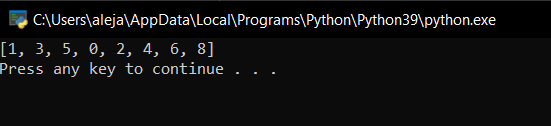 C:\Users\aleja\AppData\Local\Programs\Python\Python39\python.exe
[1, 3, 5, 0, 2, 4, 6, 8]
Press any key to continue . . .